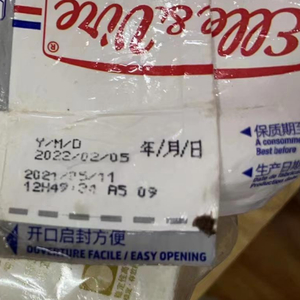 Elle&Vire®
Y/M/D 年/月/日
2022/02/05
2021/05/11
12H49:34 A5 09
保质期至
A consommer
Best before
生产日期
开口启封方便
OUVERTURE FACILE / EASY OPENING